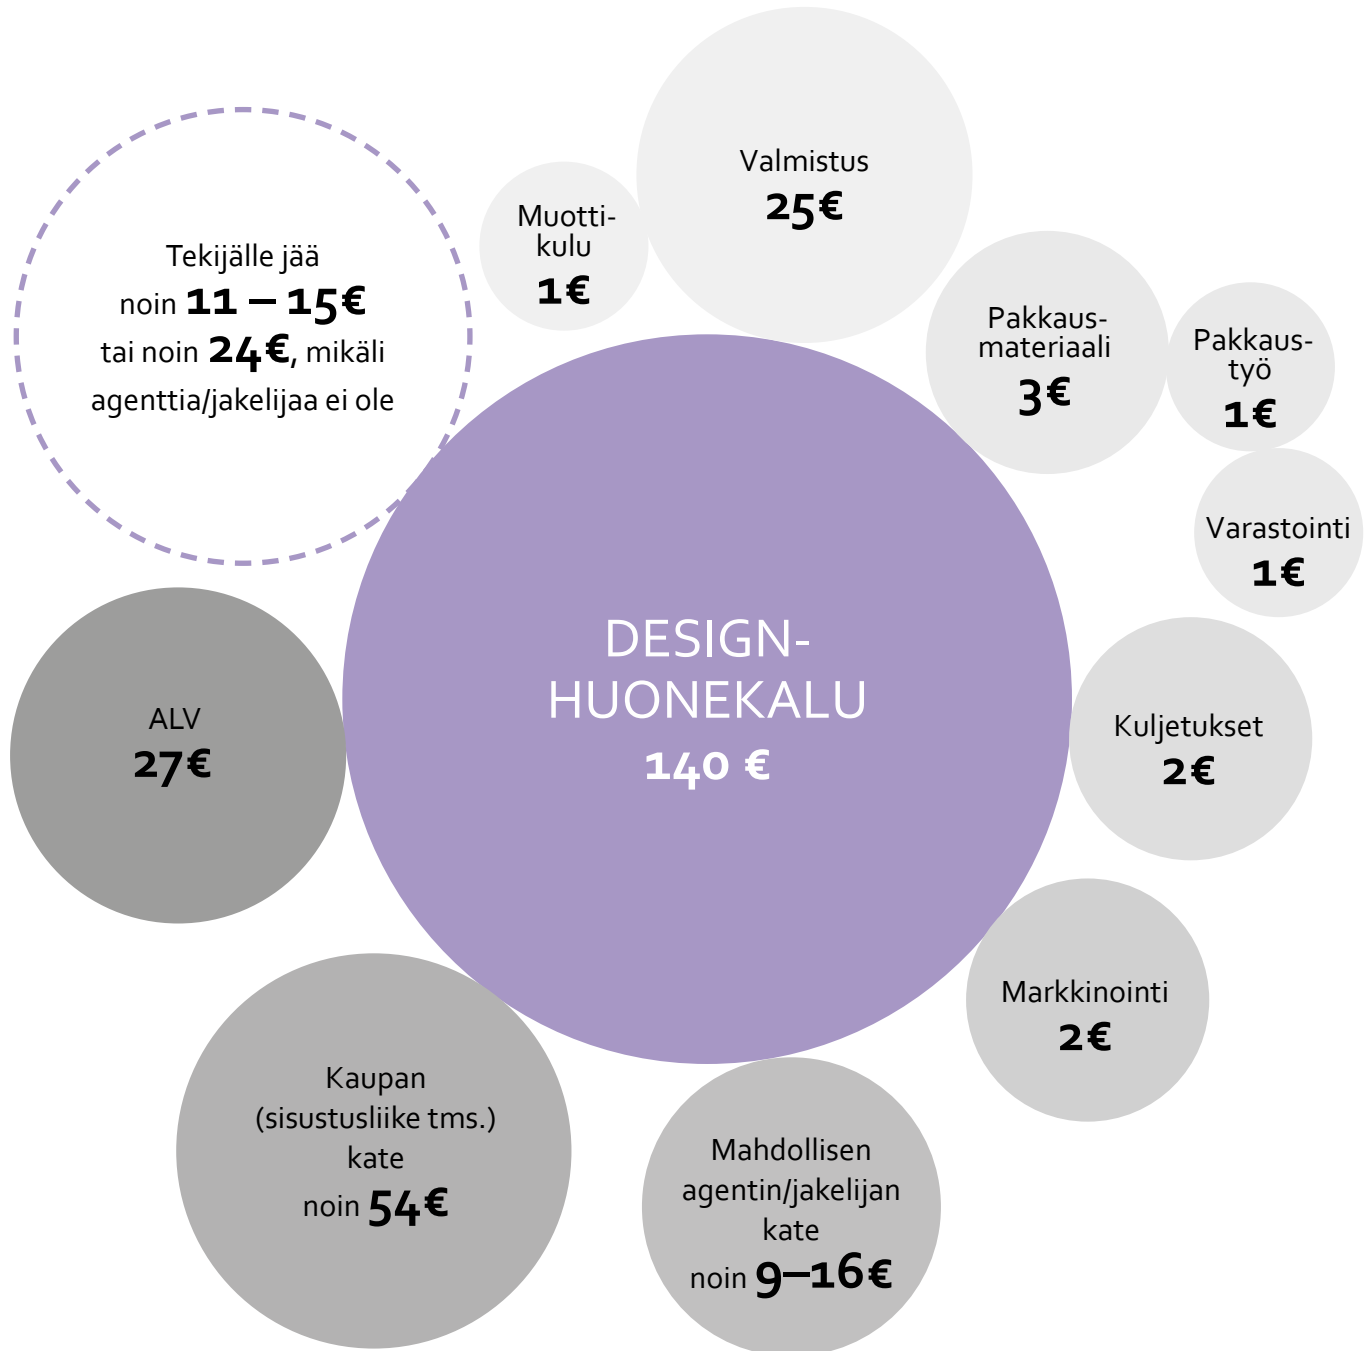 Valmistus
25€
Muotti-
kulu
1€
Tekijälle jää
noin 11 – 15€
tai noin 24€, mikäli
agenttia/jakelijaa ei ole
Pakkaus-
materiaali
3€
Pakkaus-
työ
1€
Varastointi
1€
DESIGN-
HUONEKALU
140 €
ALV
27€
Kuljetukset
2€
Markkinointi
2€
Kaupan
(sisustusliike tms.)
kate
noin 54€
Mahdollisen
agentin/jakelijan
kate
noin 9–16€